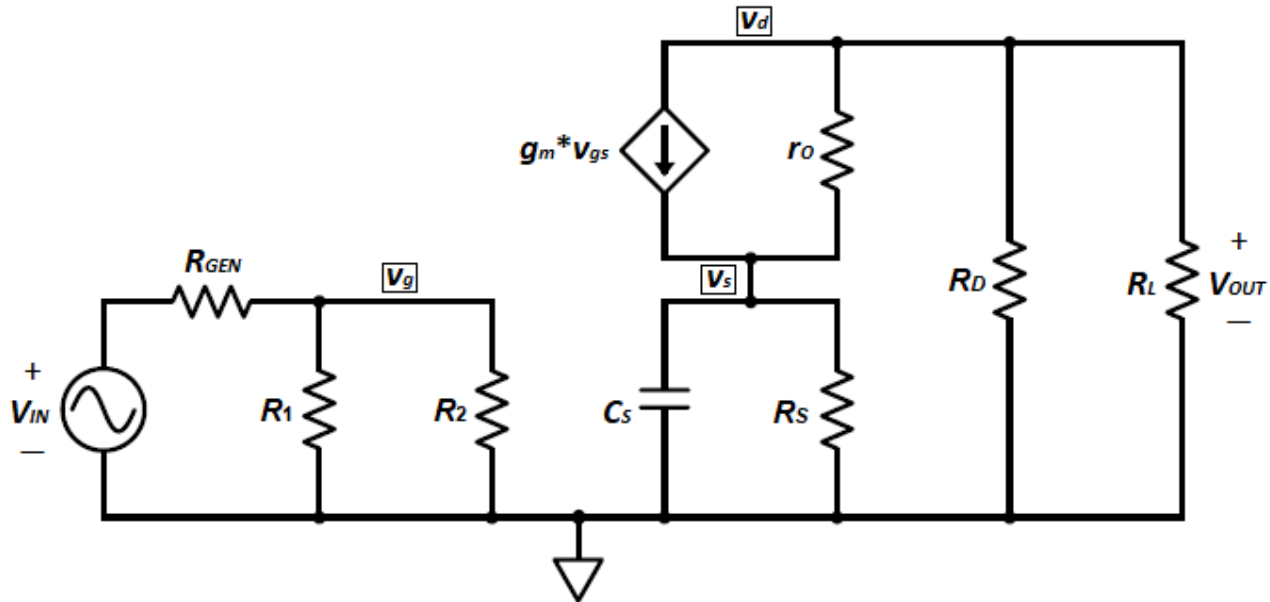 vd
gm*vgs
rO
RGEN
vg
vs
+
VIN
—
R1
R2
CS
RS
RD
RL
+
VOUT
—